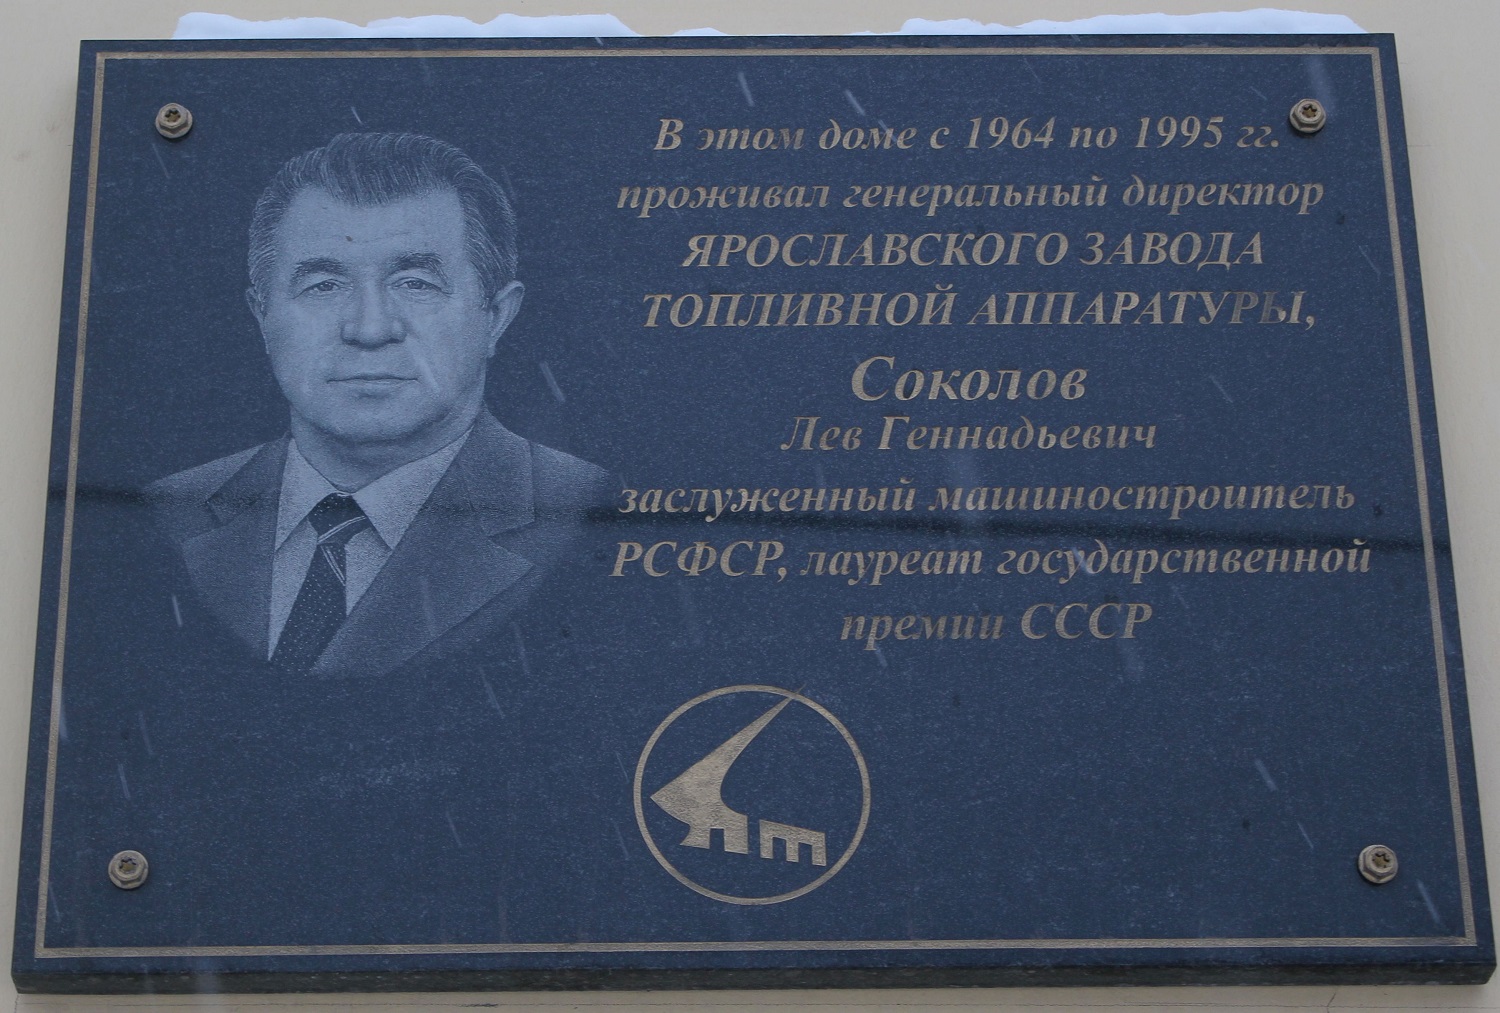 В этом доме с 1964 по 1995 гг.
проживал генеральный директор
ЯРОСЛАВСКОГО ЗАВОДА
ТОПЛИВНОЙ АППАРАТУРЫ,
Соколов
Лев Геннадьевич
заслуженный машиностроитель
РСФСР, лауреат государственной
премии СССР